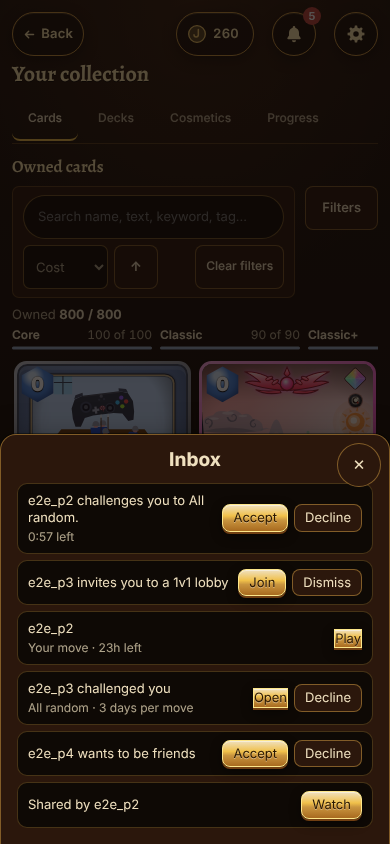 ← Back
J 260
5
Your collection
Cards Decks Cosmetics Progress
Owned cards
Search name, text, keyword, tag...
Filters
Cost ↑ Clear filters
Owned 800 / 800
Core 100 of 100 Classic 90 of 90 Classic+
0 0
Inbox
×
e2e_p2 challenges you to All
random.
0:57 left
Accept Decline
e2e_p3 invites you to a 1v1 lobby Join Dismiss
e2e_p2
Your move · 23h left
Play
e2e_p3 challenged you
All random · 3 days per move
Open Decline
e2e_p4 wants to be friends Accept Decline
Shared by e2e_p2 Watch